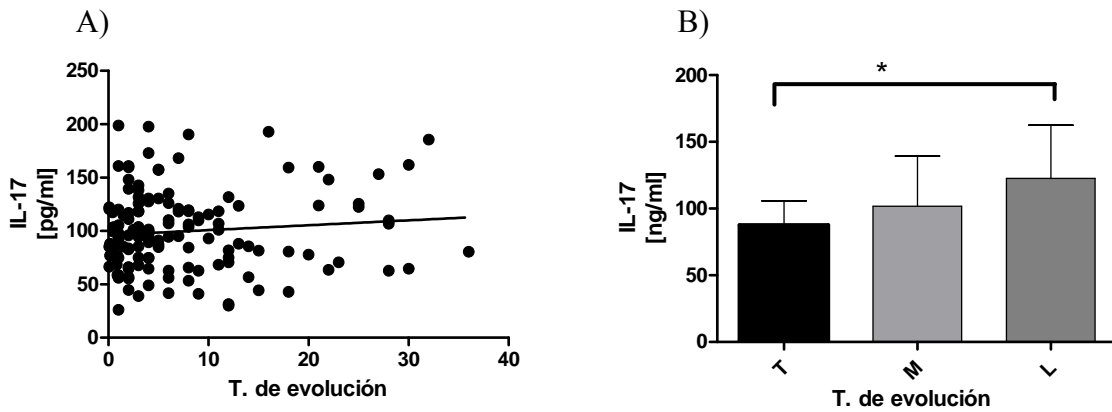 A)
B)
IL-17
[pg/ml]
250
200
150
100
50
0
0 10 20 30 40
T. de evolución
IL-17
[ng/ml]
200
150
100
50
0
*
T M L
T. de evolución